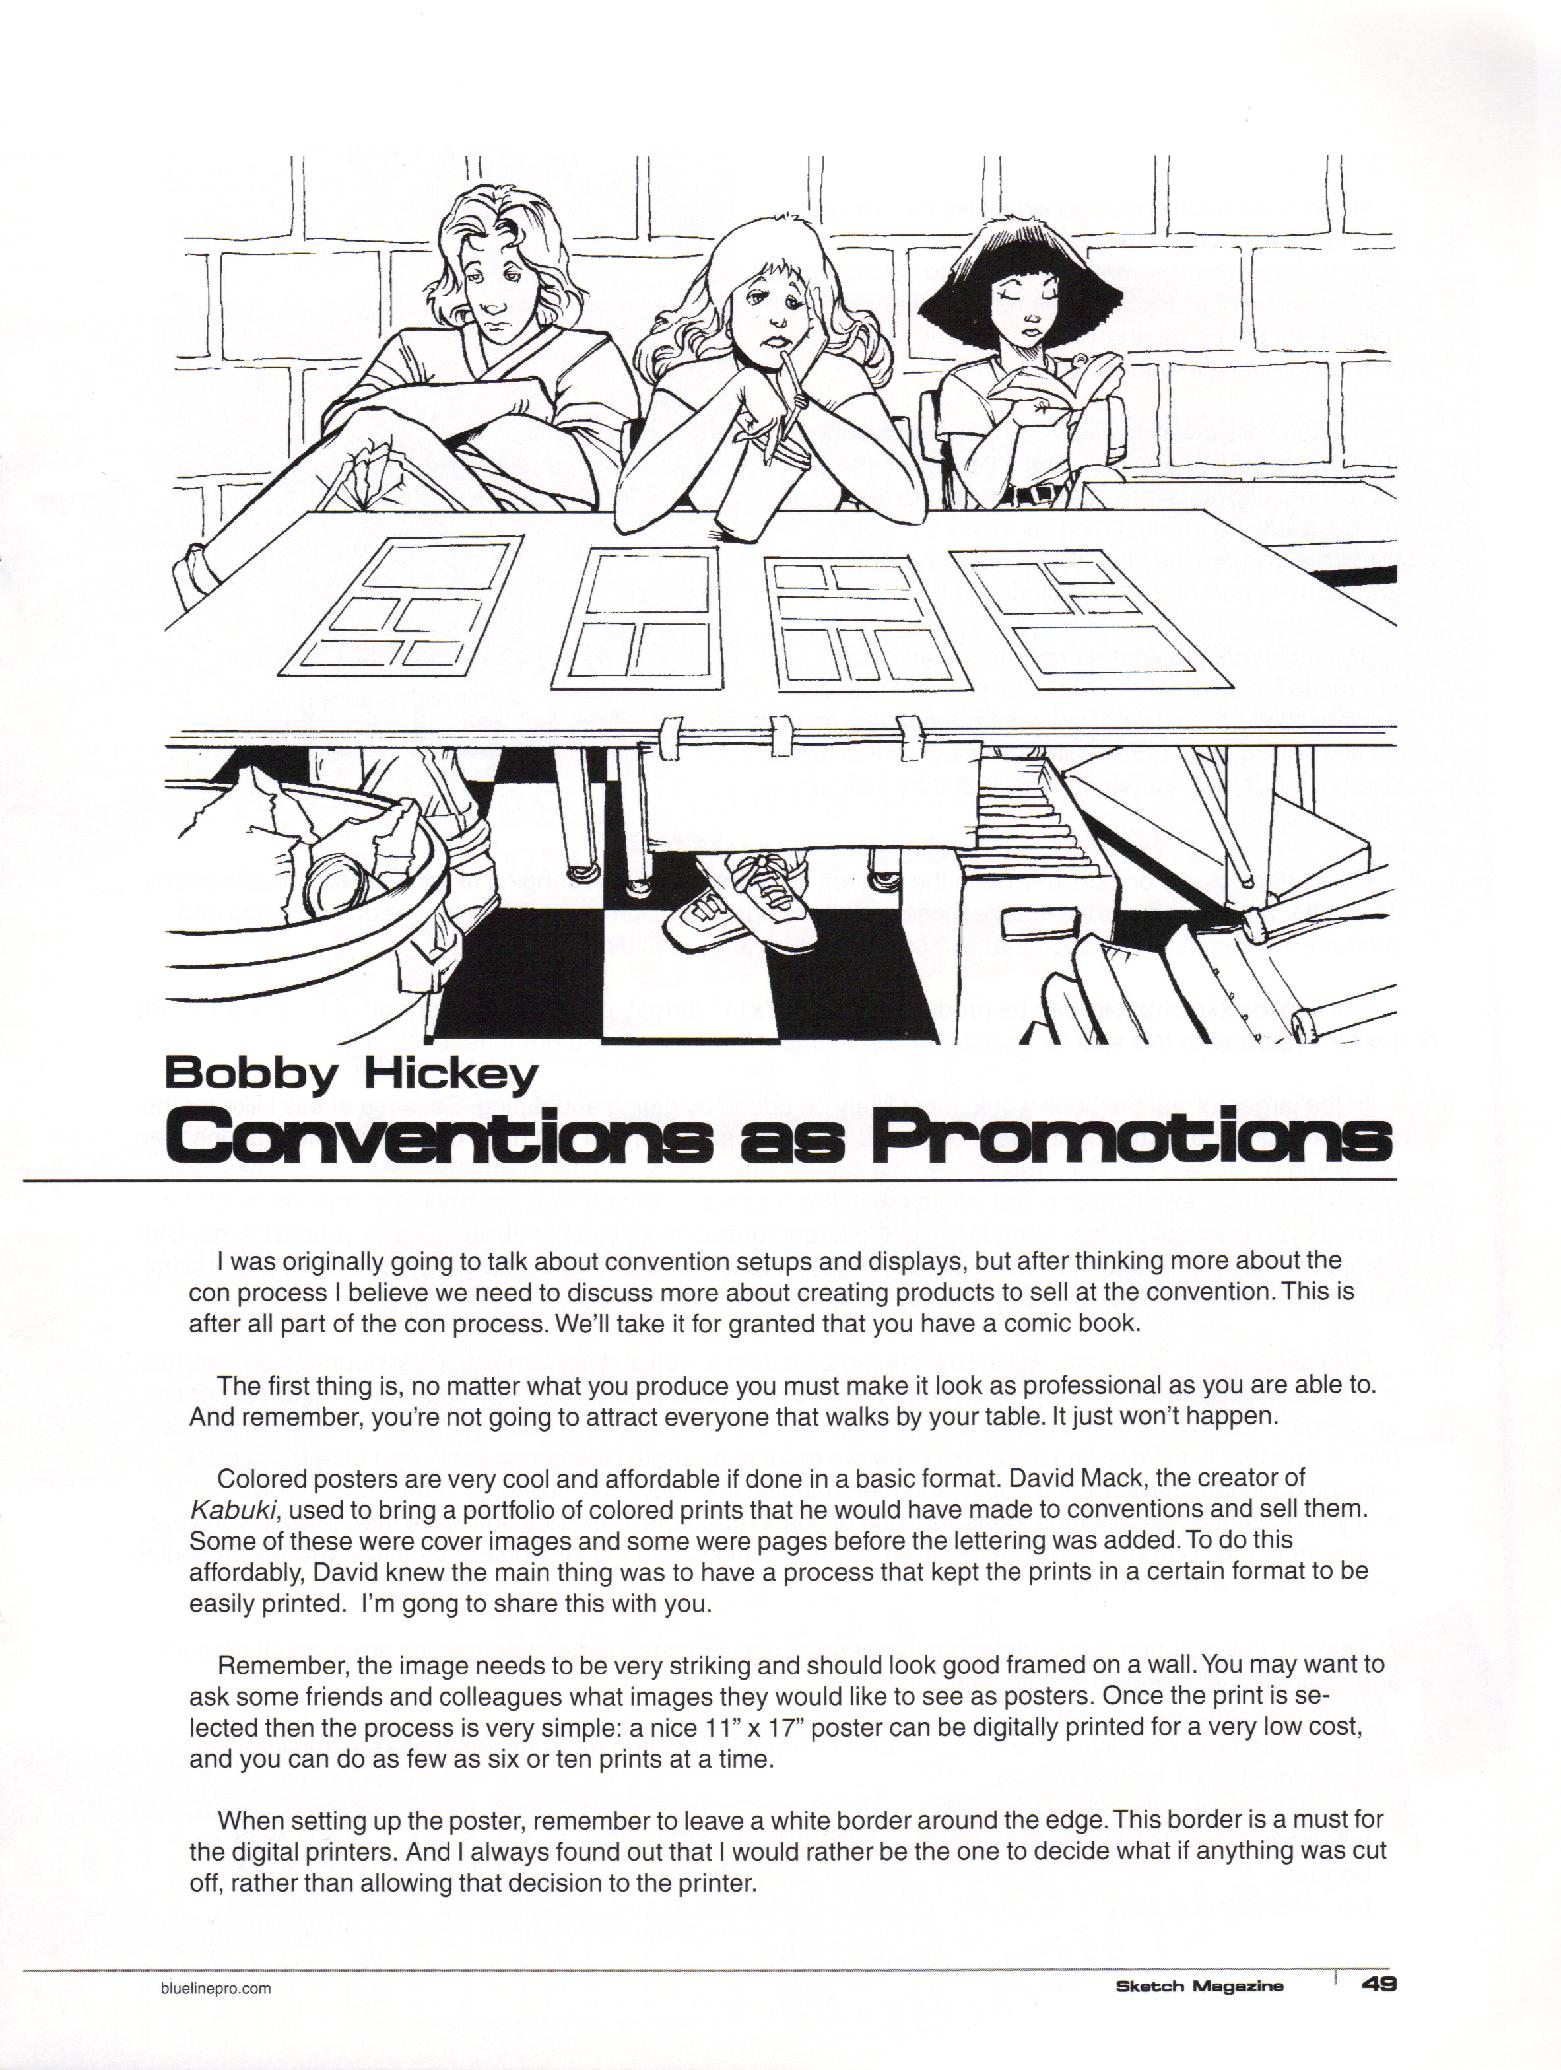 Bobby Hickey
Conventions as Promotions
I was originally going to talk about convention setups and displays, but after thinking more about the
con process I believe we need to discuss more about creating products to sell at the convention. This is
after all part of the con process. We'll take it for granted that you have a comic book.
The first thing is, no matter what you produce you must make it look as professional as you are able to.
And remember, you're not going to attract everyone that walks by your table. It just won't happen.
Colored posters are very cool and affordable if done in a basic format. David Mack, the creator of
Kabuki, used to bring a portfolio of colored prints that he would have made to conventions and sell them.
Some of these were cover images and some were pages before the lettering was added. To do this
affordably, David knew the main thing was to have a process that kept the prints in a certain format to be
easily printed.  I'm gong to share this with you.
Remember, the image needs to be very striking and should look good framed on a wall. You may want to
ask some friends and colleagues what images they would like to see as posters. Once the print is se-
lected then the process is very simple: a nice 11” x 17” poster can be digitally printed for a very low cost,
and you can do as few as six or ten prints at a time.
When setting up the poster, remember to leave a white border around the edge. This border is a must for
the digital printers. And I always found out that I would rather be the one to decide what if anything was cut
off, rather than allowing that decision to the printer.
bluelinepro.com
Sketch Magazine | 49